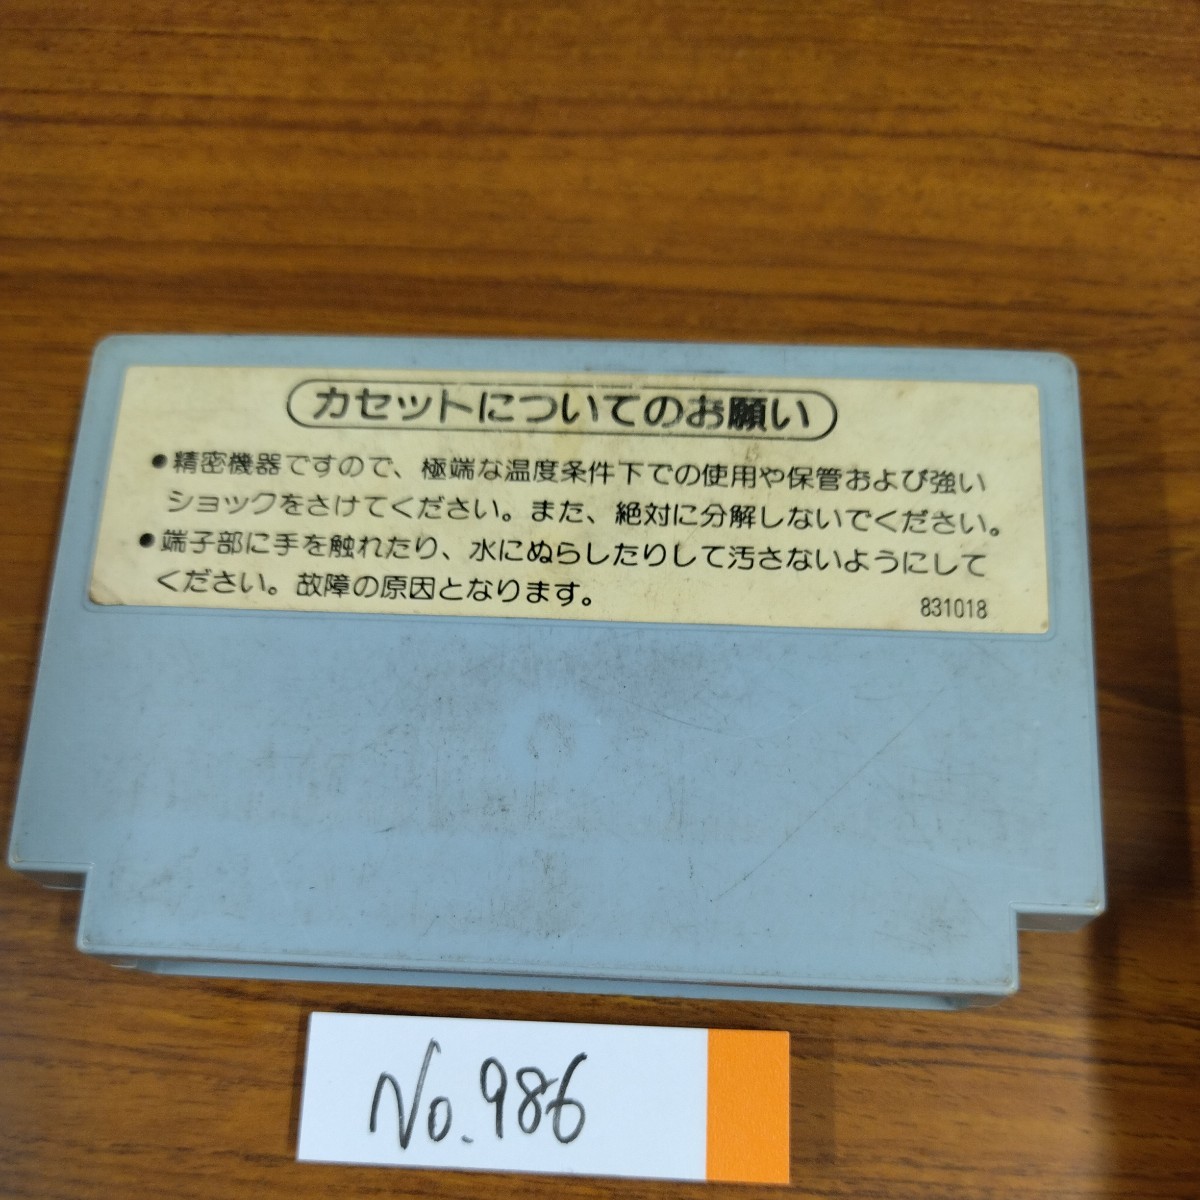 カセットについてのお願い
●精密機器ですので、極端な温度条件下での使用や保管および強い
ショックをさけてください。また、絶対に分解しないでください。
●端子部に手を触れたり、水にぬらしたりして汚さないようにして
ください。故障の原因となります。
831018
No.986